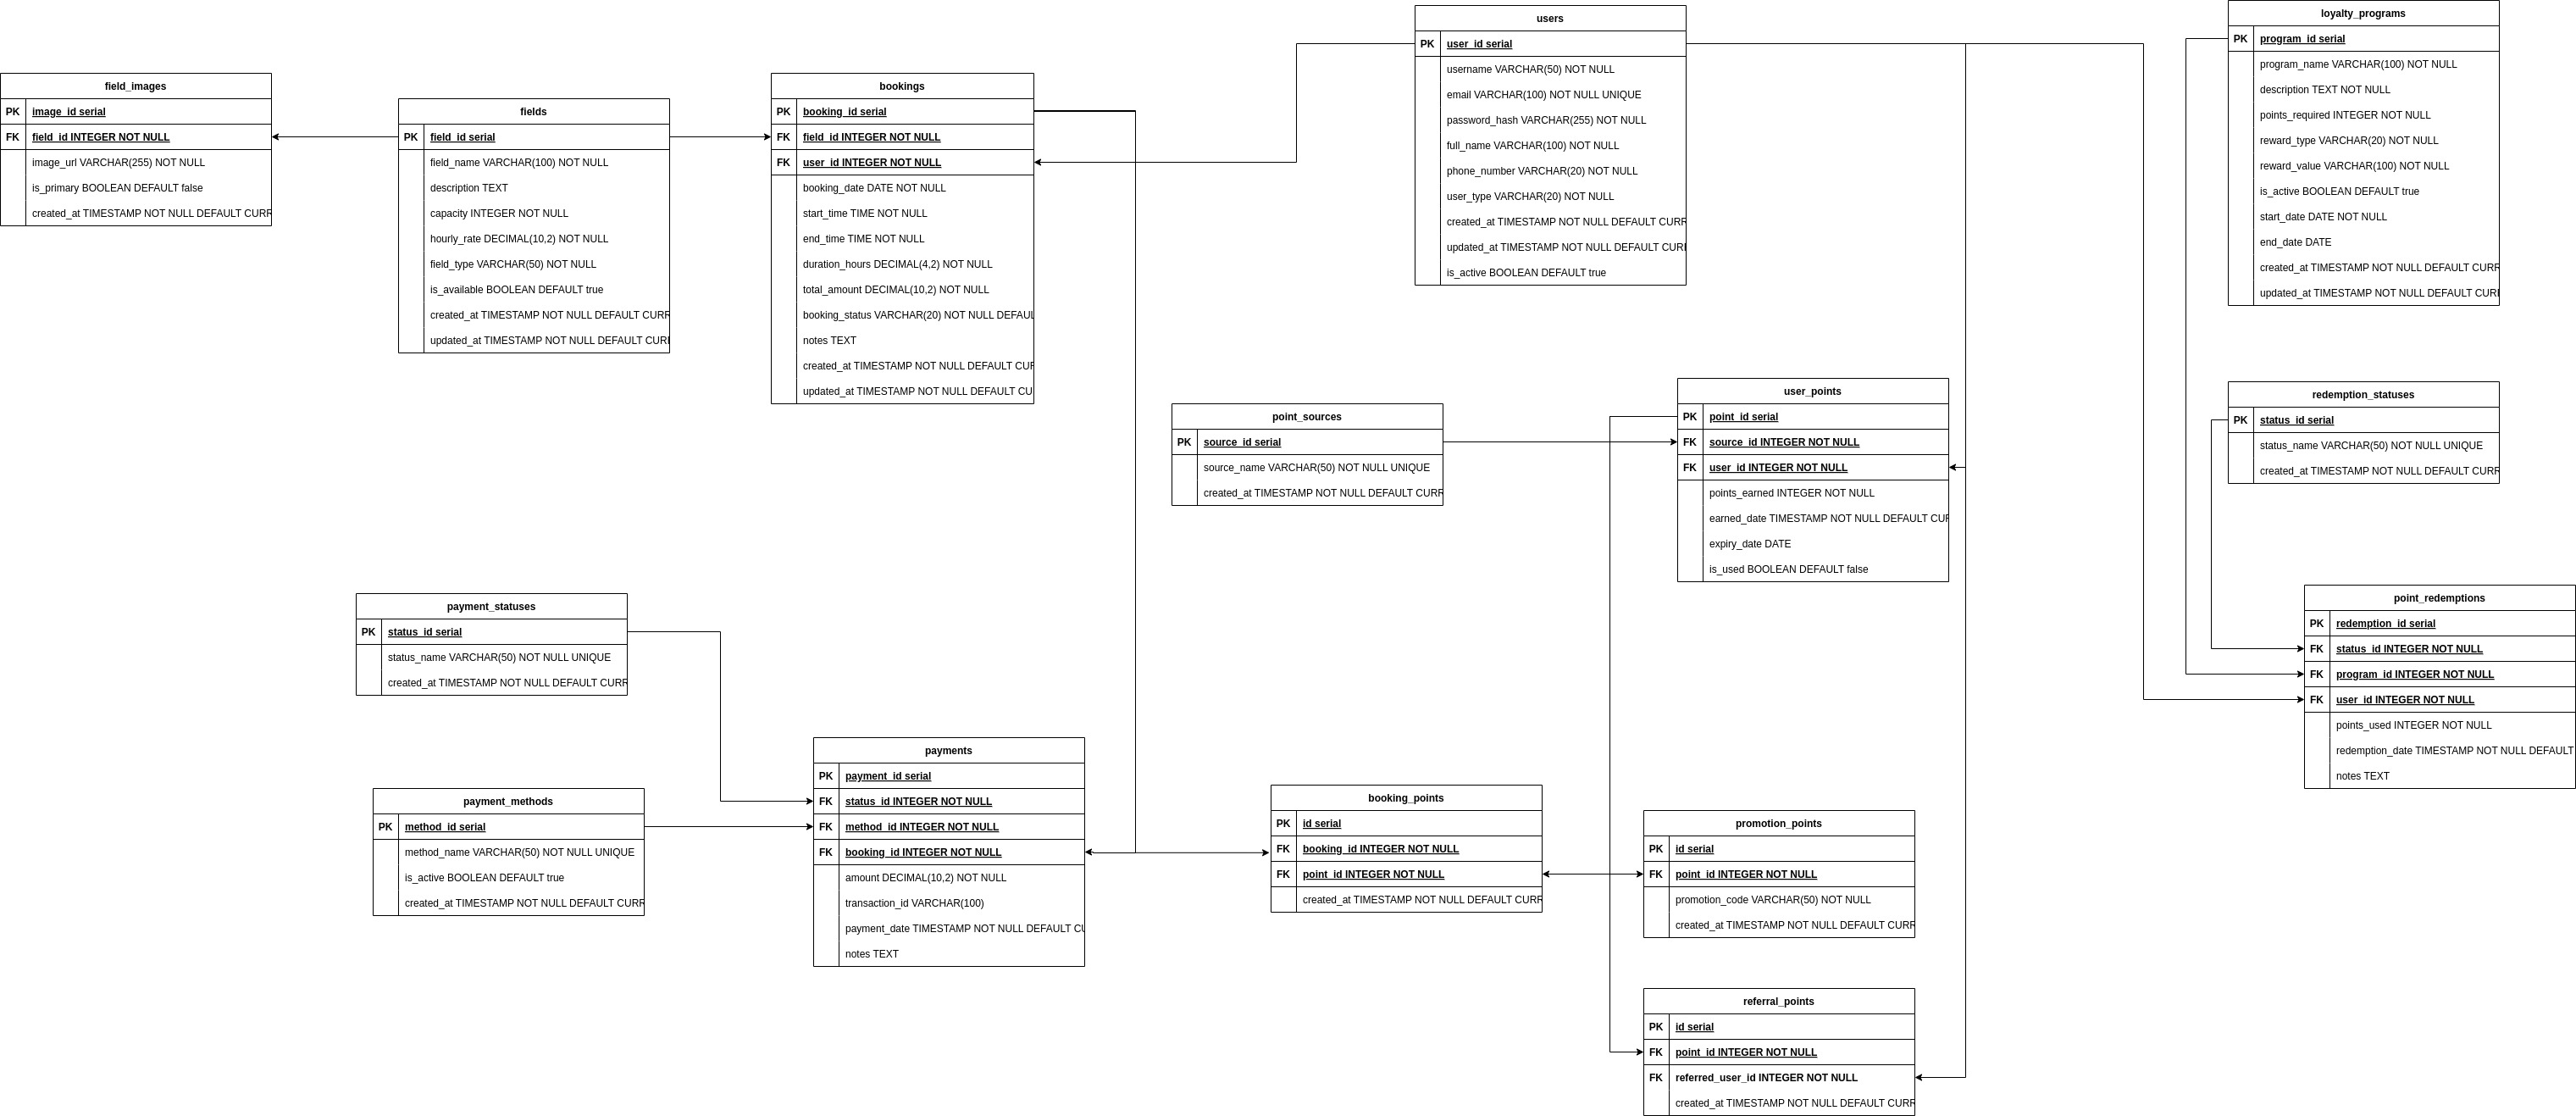 field_images
PK image_id serial
FK field_id INTEGER NOT NULL
image_url VARCHAR(255) NOT NULL
is_primary BOOLEAN DEFAULT false
created_at TIMESTAMP NOT NULL DEFAULT CURR
fields
PK field_id serial
field_name VARCHAR(100) NOT NULL
description TEXT
capacity INTEGER NOT NULL
hourly_rate DECIMAL(10,2) NOT NULL
field_type VARCHAR(50) NOT NULL
is_available BOOLEAN DEFAULT true
created_at TIMESTAMP NOT NULL DEFAULT CURR
updated_at TIMESTAMP NOT NULL DEFAULT CURI
bookings
PK booking_id serial
FK field_id INTEGER NOT NULL
FK user_id INTEGER NOT NULL
booking_date DATE NOT NULL
start_time TIME NOT NULL
end_time TIME NOT NULL
duration_hours DECIMAL(4,2) NOT NULL
total_amount DECIMAL(10,2) NOT NULL
booking_status VARCHAR(20) NOT NULL DEFAUL
notes TEXT
created_at TIMESTAMP NOT NULL DEFAULT CUR
updated_at TIMESTAMP NOT NULL DEFAULT CU
users
PK user_id serial
username VARCHAR(50) NOT NULL
email VARCHAR(100) NOT NULL UNIQUE
password_hash VARCHAR(255) NOT NULL
full_name VARCHAR(100) NOT NULL
phone_number VARCHAR(20) NOT NULL
user_type VARCHAR(20) NOT NULL
created_at TIMESTAMP NOT NULL DEFAULT CURR
updated_at TIMESTAMP NOT NULL DEFAULT CURI
is_active BOOLEAN DEFAULT true
loyalty_programs
PK program_id serial
program_name VARCHAR(100) NOT NULL
description TEXT NOT NULL
points_required INTEGER NOT NULL
reward_type VARCHAR(20) NOT NULL
reward_value VARCHAR(100) NOT NULL
is_active BOOLEAN DEFAULT true
start_date DATE NOT NULL
end_date DATE
created_at TIMESTAMP NOT NULL DEFAULT CURR
updated_at TIMESTAMP NOT NULL DEFAULT CURI
point_sources
PK source_id serial
source_name VARCHAR(50) NOT NULL UNIQUE
created_at TIMESTAMP NOT NULL DEFAULT CURR
user_points
PK point_id serial
FK source_id INTEGER NOT NULL
FK user_id INTEGER NOT NULL
points_earned INTEGER NOT NULL
earned_date TIMESTAMP NOT NULL DEFAULT CUR
expiry_date DATE
is_used BOOLEAN DEFAULT false
redemption_statuses
PK status_id serial
status_name VARCHAR(50) NOT NULL UNIQUE
created_at TIMESTAMP NOT NULL DEFAULT CURR
point_redemptions
PK redemption_id serial
FK status_id INTEGER NOT NULL
FK program_id INTEGER NOT NULL
FK user_id INTEGER NOT NULL
points_used INTEGER NOT NULL
redemption_date TIMESTAMP NOT NULL DEFAULT
notes TEXT
payment_statuses
PK status_id serial
status_name VARCHAR(50) NOT NULL UNIQUE
created_at TIMESTAMP NOT NULL DEFAULT CURR
payment_methods
PK method_id serial
method_name VARCHAR(50) NOT NULL UNIQUE
is_active BOOLEAN DEFAULT true
created_at TIMESTAMP NOT NULL DEFAULT CURR
payments
PK payment_id serial
FK status_id INTEGER NOT NULL
FK method_id INTEGER NOT NULL
FK booking_id INTEGER NOT NULL
amount DECIMAL(10,2) NOT NULL
transaction_id VARCHAR(100)
payment_date TIMESTAMP NOT NULL DEFAULT CU
notes TEXT
booking_points
PK id serial
FK booking_id INTEGER NOT NULL
FK point_id INTEGER NOT NULL
created_at TIMESTAMP NOT NULL DEFAULT CURR
promotion_points
PK id serial
FK point_id INTEGER NOT NULL
promotion_code VARCHAR(50) NOT NULL
created_at TIMESTAMP NOT NULL DEFAULT CURR
referral_points
PK id serial
FK point_id INTEGER NOT NULL
FK referred_user_id INTEGER NOT NULL
created_at TIMESTAMP NOT NULL DEFAULT CURR